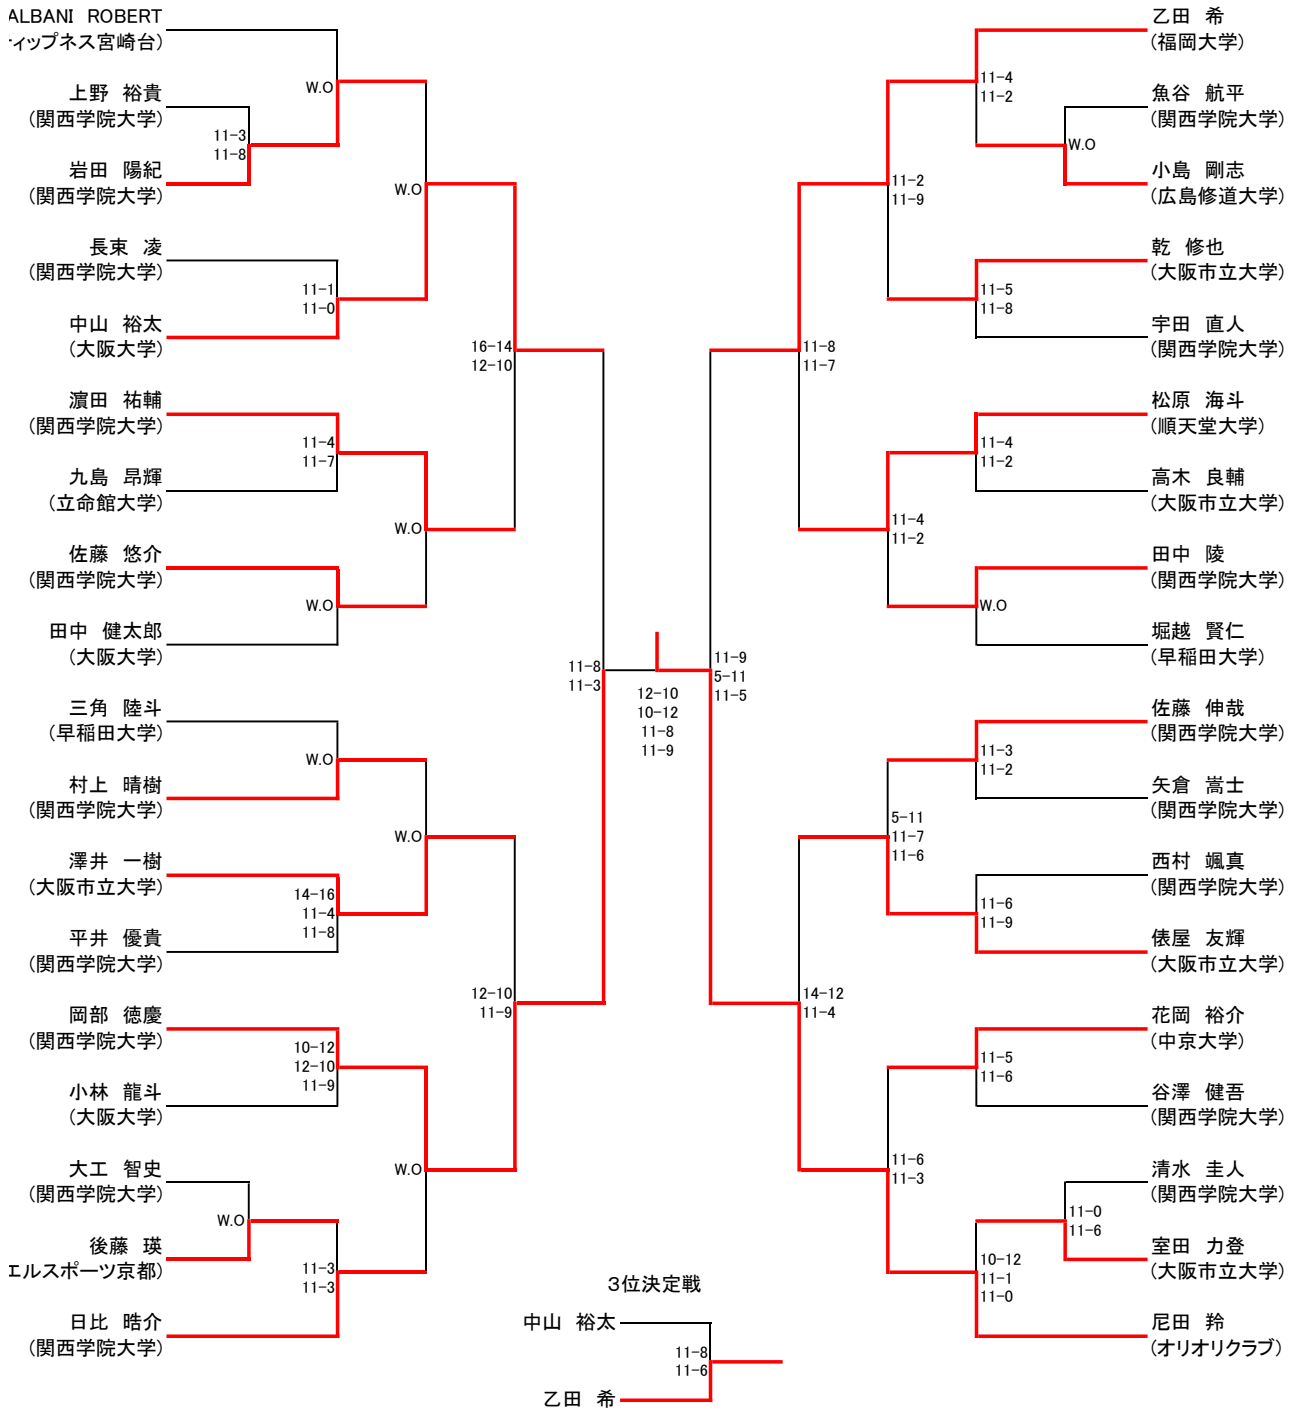 ALBANI ROBERT
ィップネス宮崎台)
上野 裕貴
(関西学院大学)
岩田 陽紀
(関西学院大学)
長束 凌
(関西学院大学)
中山 裕太
(大阪大学)
濵田 祐輔
(関西学院大学)
九島 昂輝
(立命館大学)
佐藤 悠介
(関西学院大学)
田中 健太郎
(大阪大学)
三角 陸斗
(早稲田大学)
村上 晴樹
(関西学院大学)
澤井 一樹
(大阪市立大学)
平井 優貴
(関西学院大学)
岡部 徳慶
(関西学院大学)
小林 龍斗
(大阪大学)
大工 智史
(関西学院大学)
後藤 瑛
エルスポーツ京都)
日比 晧介
(関西学院大学)
W.O
11-3
11-8
11-1
11-0
11-4
11-7
W.O
W.O
14-16
11-4
11-8
10-12
12-10
11-9
W.O
11-3
11-3
W.O
W.O
W.O
W.O
16-14
12-10
12-10
11-9
11-8
11-3
12-10
10-12
11-8
11-9
11-9
5-11
11-5
11-8
11-7
14-12
11-4
11-2
11-9
11-4
11-2
5-11
11-7
11-6
11-6
11-3
11-4
11-2
W.O
11-5
11-8
11-4
11-2
W.O
11-3
11-2
11-6
11-9
11-5
11-6
11-0
11-6
10-12
11-1
11-0
乙田 希
(福岡大学)
魚谷 航平
(関西学院大学)
小島 剛志
(広島修道大学)
乾 修也
(大阪市立大学)
宇田 直人
(関西学院大学)
松原 海斗
(順天堂大学)
高木 良輔
(大阪市立大学)
田中 陵
(関西学院大学)
堀越 賢仁
(早稲田大学)
佐藤 伸哉
(関西学院大学)
矢倉 嵩士
(関西学院大学)
西村 颯真
(関西学院大学)
俵屋 友輝
(大阪市立大学)
花岡 裕介
(中京大学)
谷澤 健吾
(関西学院大学)
清水 圭人
(関西学院大学)
室田 力登
(大阪市立大学)
尼田 羚
(オリオリクラブ)
3位決定戦
中山 裕太
11-8
11-6
乙田 希